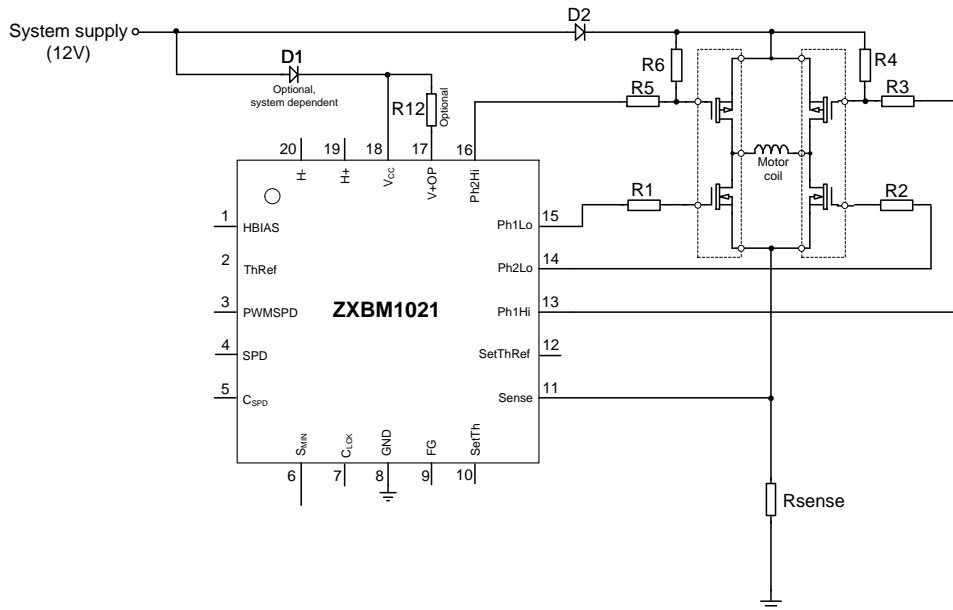 D2
System supply
(12V)
D1
Optional,
system dependent
R12
Optional
R6
R5
R4
R3
20
19
18
17
16
H-
H+
VCC
V+OP
Ph2Hi
Motor
coil
R1
R2
1
HBIAS
2
ThRef
3
PWMSPD
4
SPD
5
CSPD
ZXBM1021
Ph1Lo
15
Ph2Lo
14
Ph1Hi
13
SetThRef
12
Sense
11
SMIN
CLCK
GND
FG
SetTh
6
7
8
9
10
Rsense